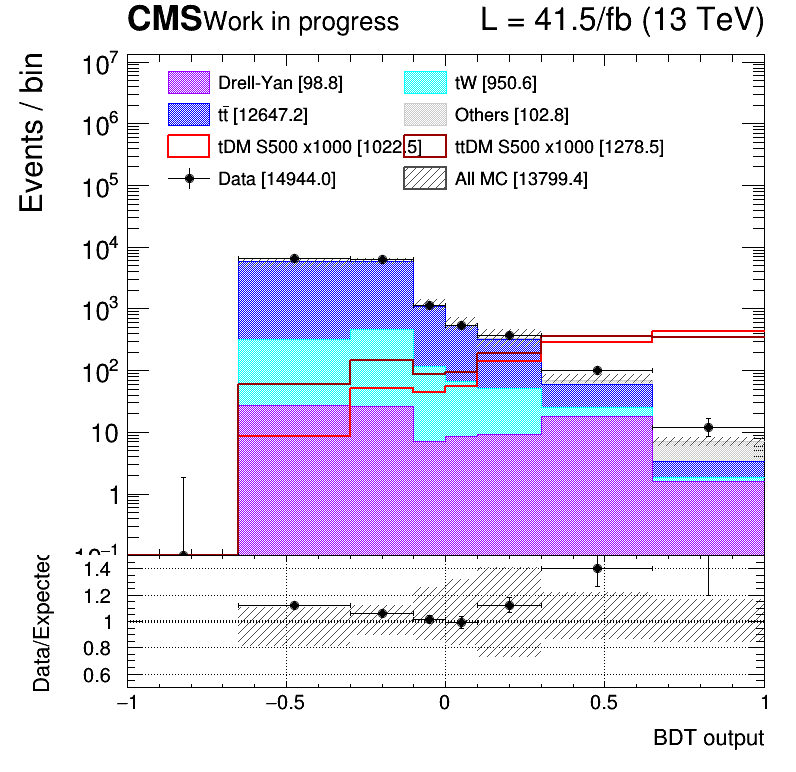 CMS Work in progress L = 41.5/fb (13 TeV)
Events / bin
10⁷
10⁶
10⁵
10⁴
10³
10²
10
1
10⁻¹
Drell-Yan [98.8]
tW [950.6]
tt̄ [12647.2]
Others [102.8]
tDM S500 x1000 [1022.5]
ttDM S500 x1000 [1278.5]
Data [14944.0]
All MC [13799.4]
Data/Expected
1.4
1.2
1
0.8
0.6
−1 −0.5 0 0.5 1
BDT output